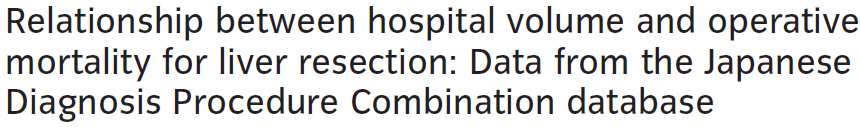 Relationship between hospital volume and operative
mortality for liver resection: Data from the Japanese
Diagnosis Procedure Combination database